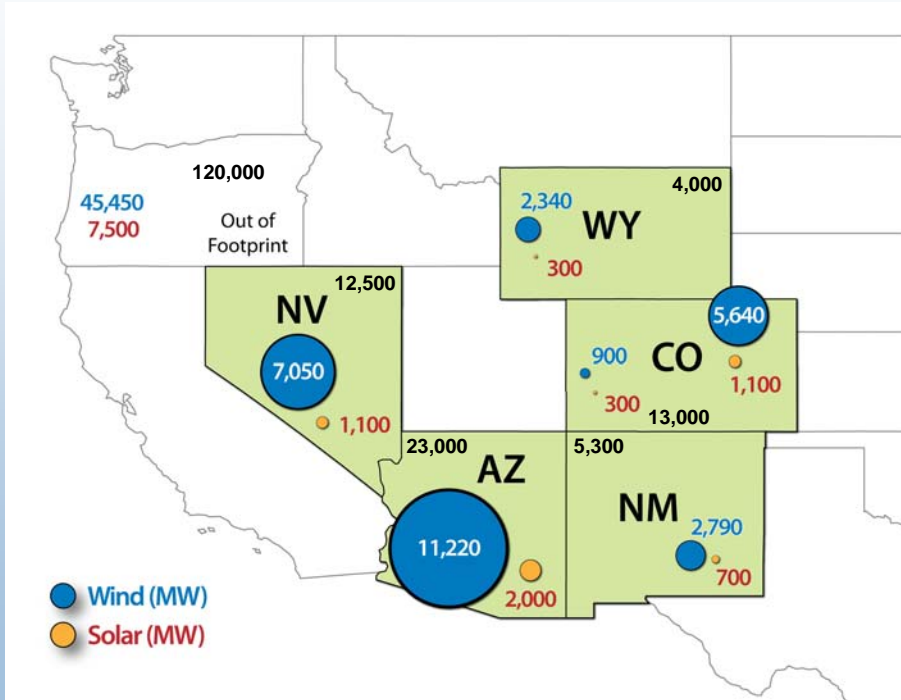 120,000
45,450
7,500
Out of
Footprint
4,000
2,340
WY
300
12,500
NV
7,050
1,100
5,640
900
CO
1,100
300
13,000
23,000
AZ
5,300
NM
11,220
2,790
2,000
700
Wind (MW)
Solar (MW)